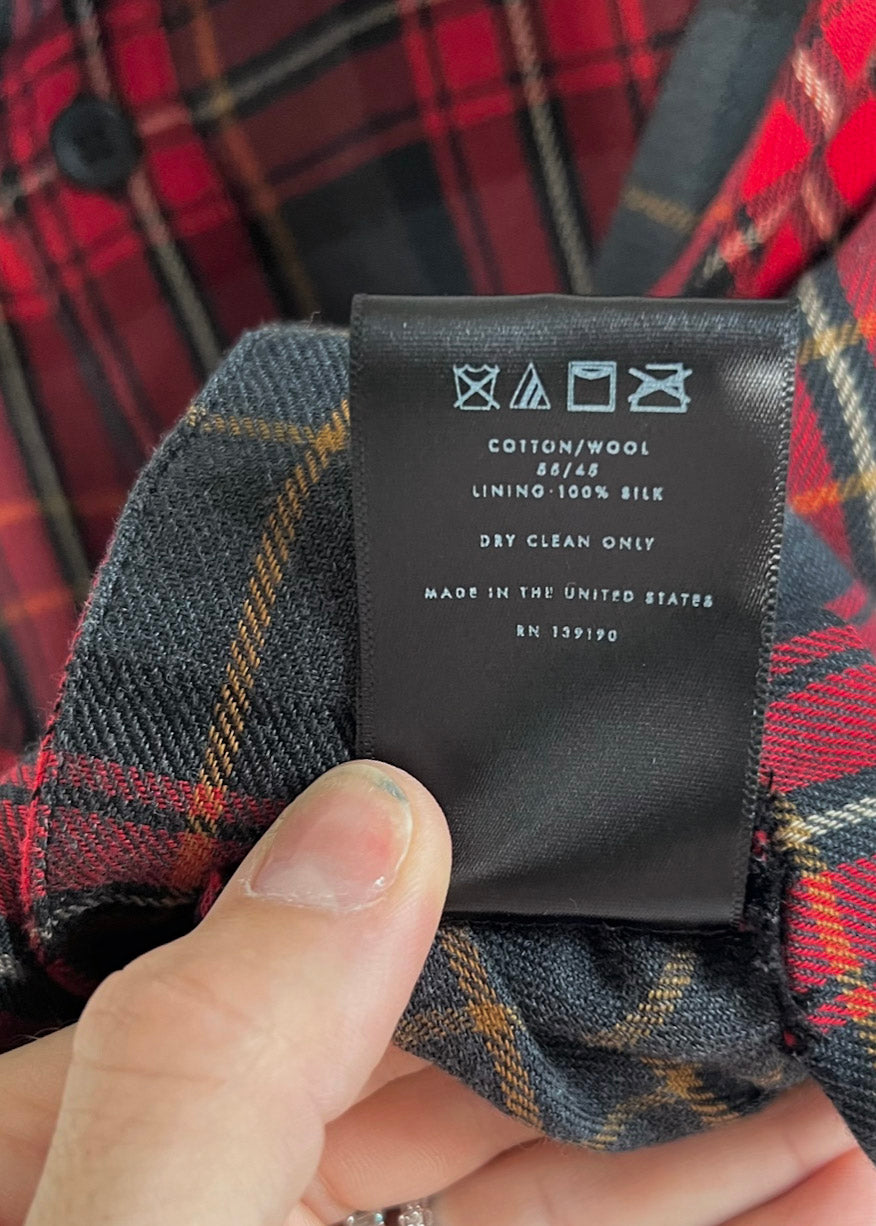 COTTON/WOOL
55/45
LINING·100% SILK
DRY CLEAN ONLY
MADE IN THE UNITED STATES
RN 139190